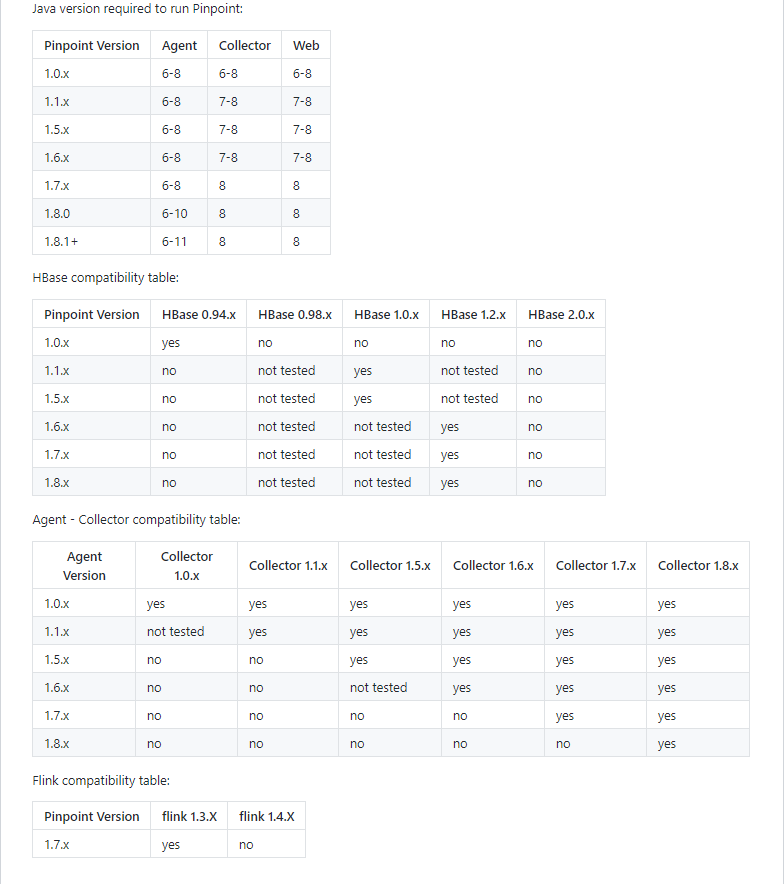 Java version required to run Pinpoint:
Pinpoint Version Agent Collector Web
1.0.x 6-8 6-8 6-8
1.1.x 6-8 7-8 7-8
1.5.x 6-8 7-8 7-8
1.6.x 6-8 7-8 7-8
1.7.x 6-8 8 8
1.8.0 6-10 8 8
1.8.1+ 6-11 8 8
HBase compatibility table:
Pinpoint Version HBase 0.94.x HBase 0.98.x HBase 1.0.x HBase 1.2.x HBase 2.0.x
1.0.x yes no no no no
1.1.x no not tested yes not tested no
1.5.x no not tested yes not tested no
1.6.x no not tested not tested yes no
1.7.x no not tested not tested yes no
1.8.x no not tested not tested yes no
Agent - Collector compatibility table:
Agent Version Collector 1.0.x Collector 1.1.x Collector 1.5.x Collector 1.6.x Collector 1.7.x Collector 1.8.x
1.0.x yes yes yes yes yes yes
1.1.x not tested yes yes yes yes yes
1.5.x no no yes yes yes yes
1.6.x no no not tested yes yes yes
1.7.x no no no no yes yes
1.8.x no no no no no yes
Flink compatibility table:
Pinpoint Version flink 1.3.X flink 1.4.X
1.7.x yes no